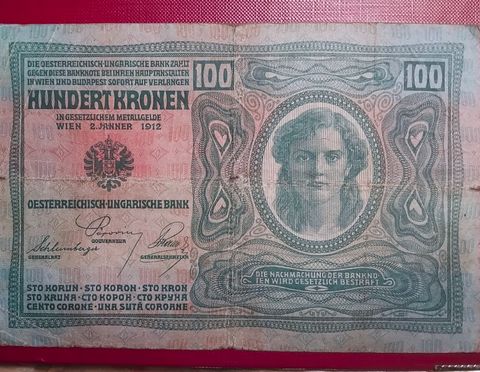 DIE OESTERREICHISCH-UNGARISCHE BANK ZAHLT
GEGEN DIESE BANKNOTE BEI IHREN HAUPTANSTALTEN
IN WIEN UND BUDAPEST SOFORT AUF VERLANGEN
HUNDERT KRONEN
IN GESETZLICHEM METALLGELDE
WIEN 2. JÄNNER 1912
OESTERREICHISCH-UNGARISCHE BANK
GOUVERNEUR
Schlumberger
GENERALRAT
GENERALSEKRETÄR
STO KORUN · STO KORON · STO KRON
STO KRUNA · СТО КОРОН · СТО КРУНА
CENTO CORONE · UNA SUTĂ COROANE
100
100
DIE NACHMACHUNG DER BANKNO
TEN WIRD GESETZLICH BESTRAFT